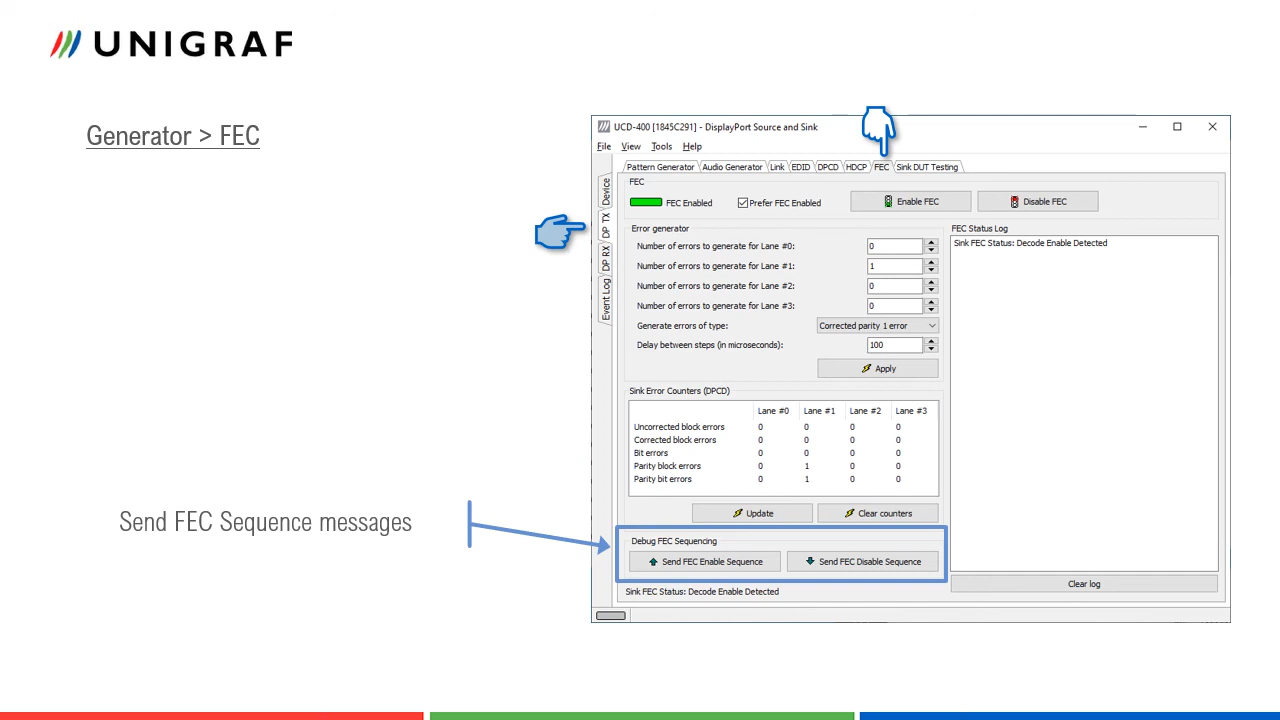 UNIGRAF
Generator > FEC
Send FEC Sequence messages
UCD-400 [1845C291] - DisplayPort Source and Sink
File View Tools Help
Pattern Generator Audio Generator Link EDID DPCD HDCP FEC Sink DUT Testing
Device
DP TX
DP RX
Event Log
FEC
FEC Enabled Prefer FEC Enabled Enable FEC Disable FEC
Error generator
Number of errors to generate for Lane #0: 0
Number of errors to generate for Lane #1: 1
Number of errors to generate for Lane #2: 0
Number of errors to generate for Lane #3: 0
Generate errors of type: Corrected parity 1 error
Delay between steps (in microseconds): 100
Apply
Sink Error Counters (DPCD)
Lane #0 Lane #1 Lane #2 Lane #3
Uncorrected block errors 0 0 0 0
Corrected block errors 0 0 0 0
Bit errors 0 0 0 0
Parity block errors 0 1 0 0
Parity bit errors 0 1 0 0
Update Clear counters
Debug FEC Sequencing
Send FEC Enable Sequence Send FEC Disable Sequence
Sink FEC Status: Decode Enable Detected
FEC Status Log
Sink FEC Status: Decode Enable Detected
Clear log